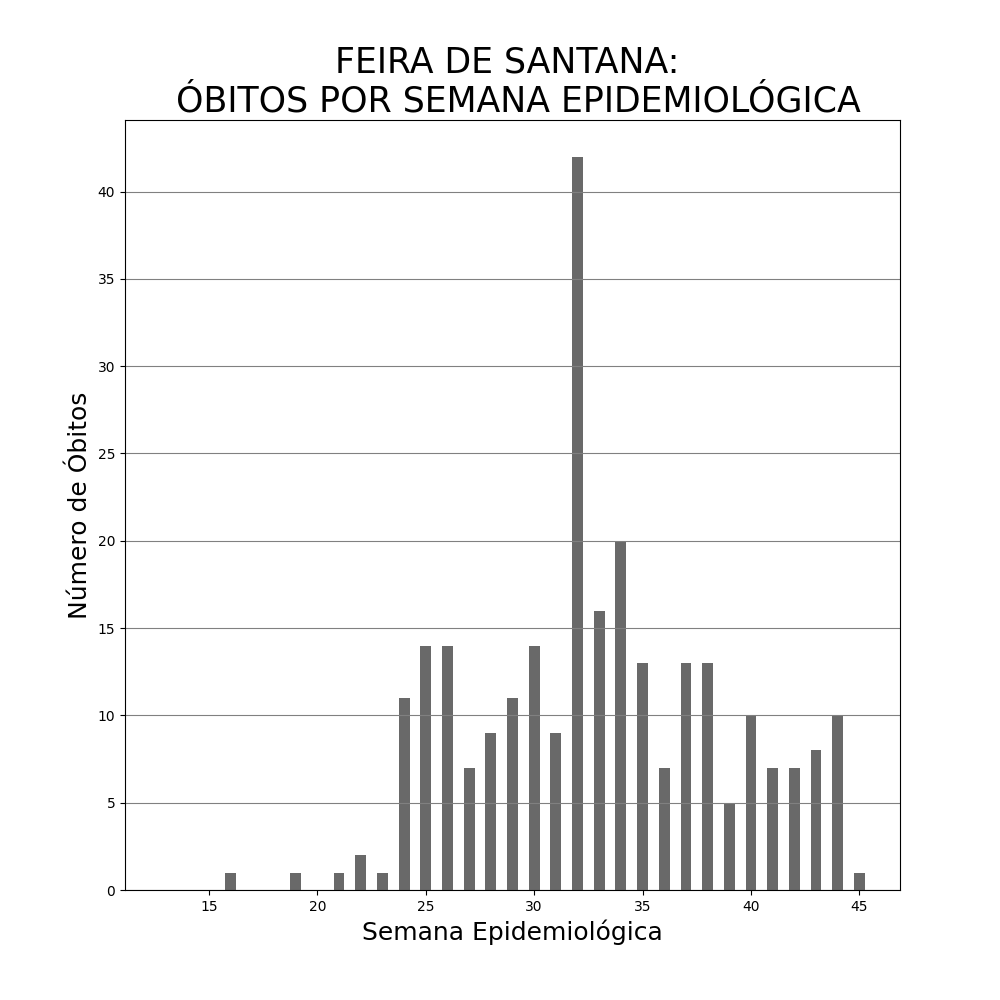 FEIRA DE SANTANA:
ÓBITOS POR SEMANA EPIDEMIOLÓGICA
40
35
30
25
20
15
10
5
0
Número de Óbitos
15 20 25 30 35 40 45
Semana Epidemiológica